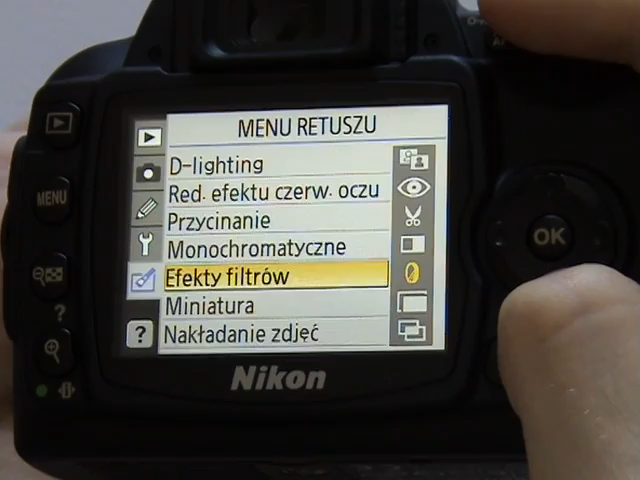 MENU RETUSZU
D-lighting
Red. efektu czerw. oczu
Przycinanie
Monochromatyczne
Efekty filtrów
Miniatura
Nakładanie zdjęć
?
MENU
?
OK
Nikon